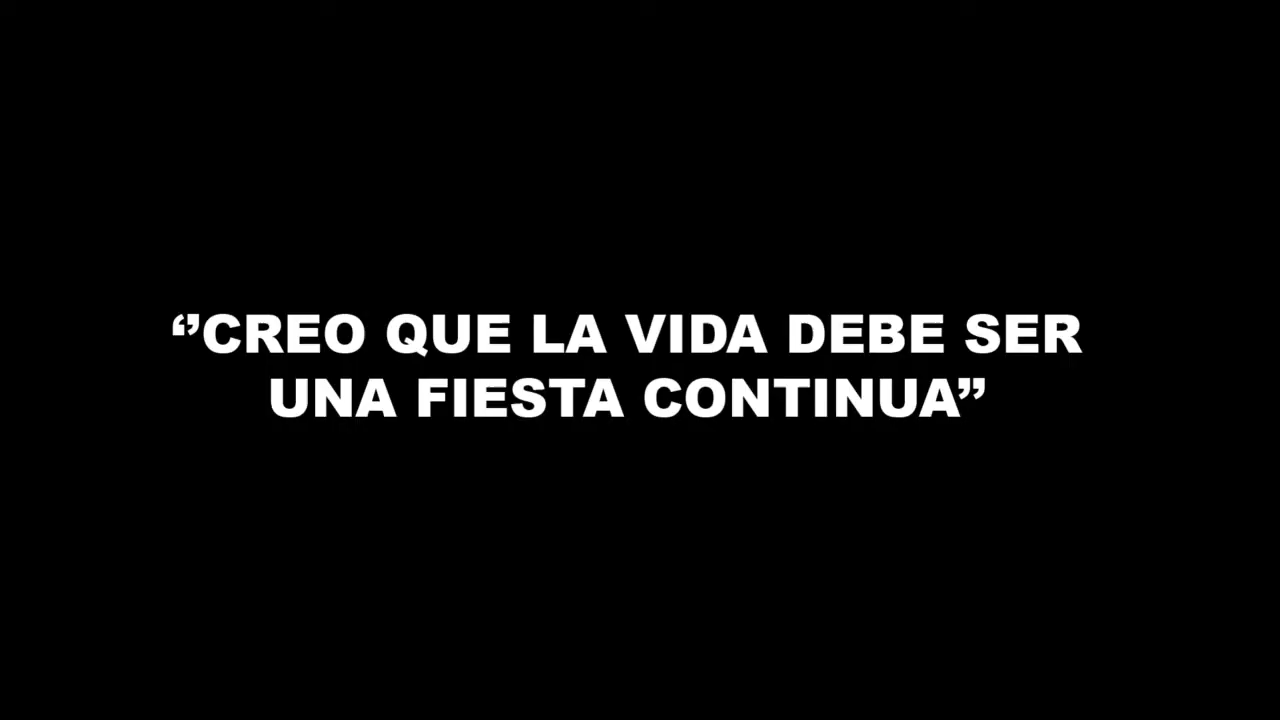 ‘’CREO QUE LA VIDA DEBE SER
UNA FIESTA CONTINUA”